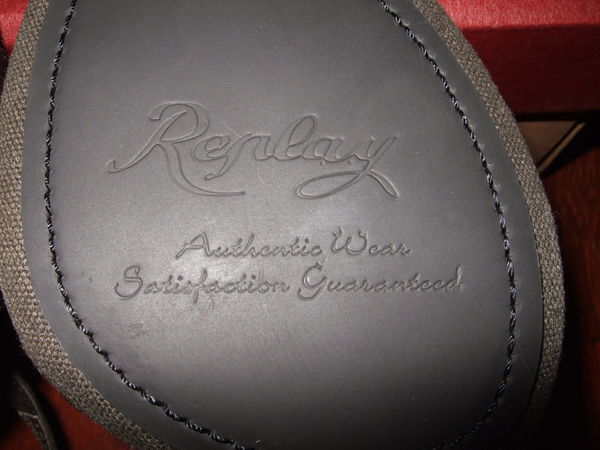 Replay
Authentic Wear
Satisfaction Guaranteed